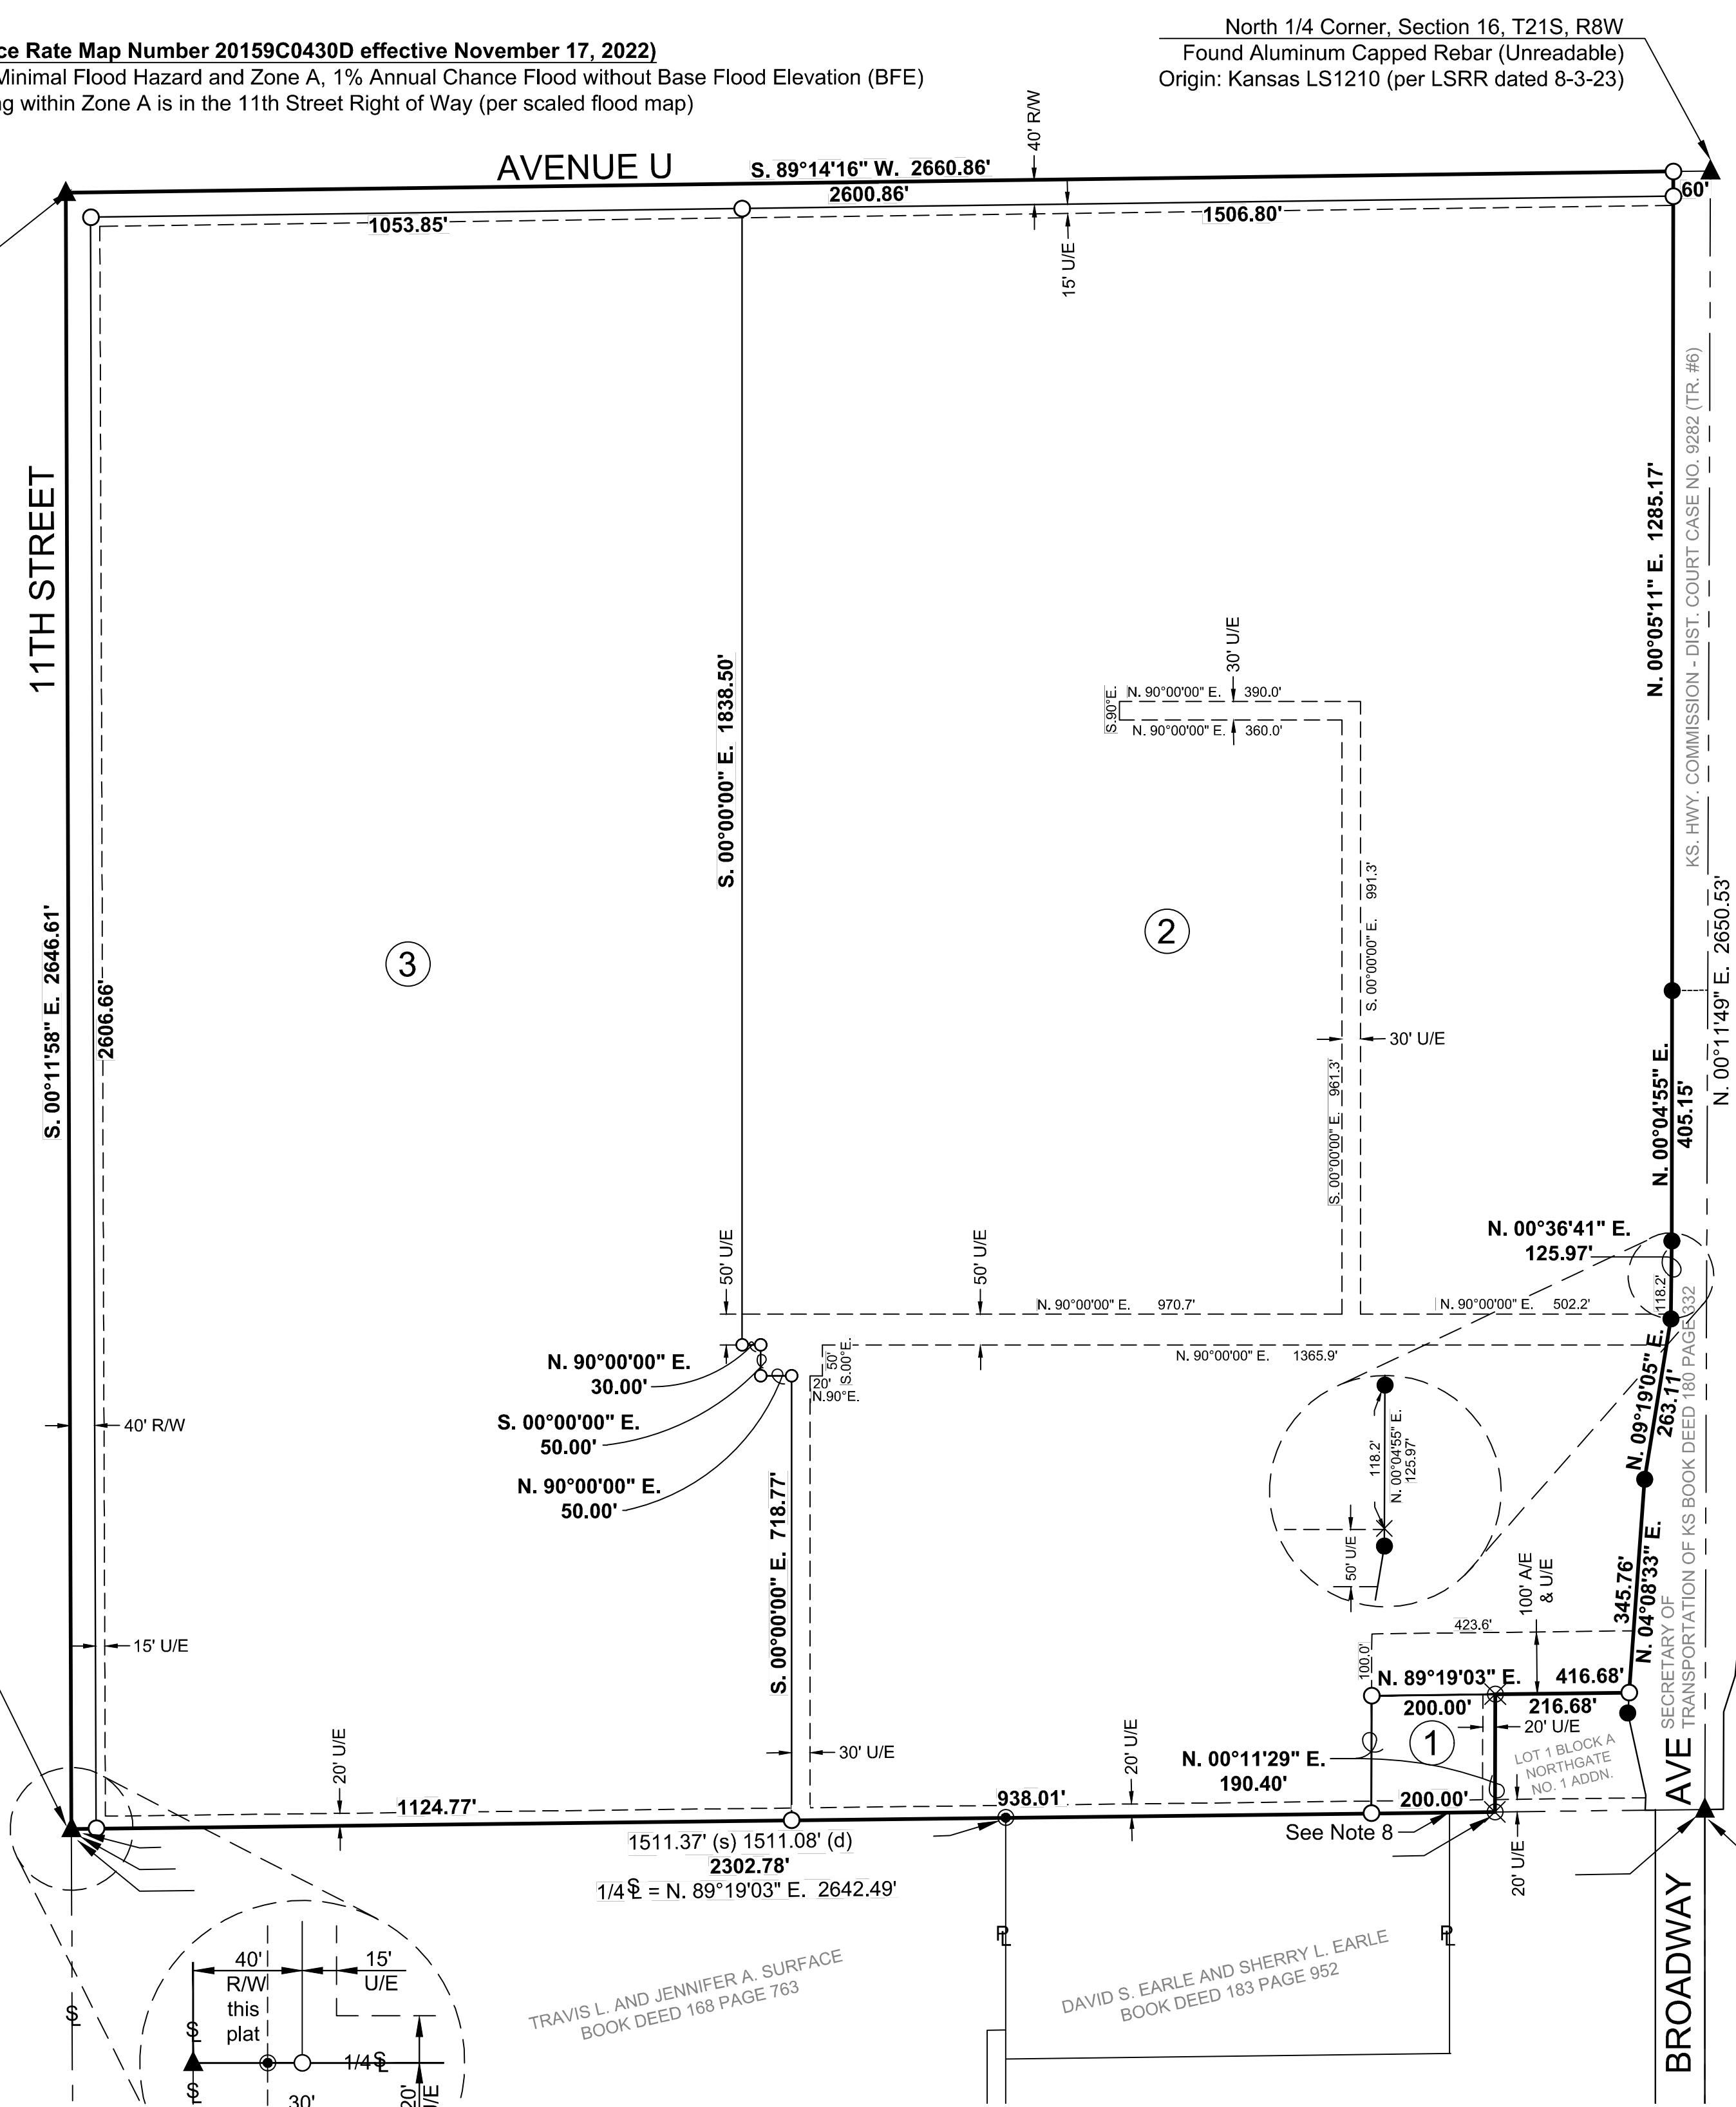 North 1/4 Corner, Section 16, T21S, R8W
Found Aluminum Capped Rebar (Unreadable)
Origin: Kansas LS1210 (per LSRR dated 8-3-23)
ce Rate Map Number 20159C0430D effective November 17, 2022)
Minimal Flood Hazard and Zone A, 1% Annual Chance Flood without Base Flood Elevation (BFE)
g within Zone A is in the 11th Street Right of Way (per scaled flood map)
40' R/W
AVENUE U
S. 89°14'16" W. 2660.86'
2600.86'
60'
1053.85'
1506.80'
15' U/E
11TH STREET
S. 00°11'58" E. 2646.61'
2606.66'
S. 00°00'00" E. 1838.50'
3
2
30' U/E
N. 90°00'00" E. 390.0'
S.90°E.
N. 90°00'00" E. 360.0'
S. 00°00'00" E. 991.3'
30' U/E
S. 00°00'00" E. 961.3'
N. 00°05'11" E. 1285.17'
KS. HWY. COMMISSION - DIST. COURT CASE NO. 9282 (TR. #6)
N. 00°11'49" E. 2650.53'
N. 00°04'55" E.
405.15'
N. 00°36'41" E.
125.97'
118.2'
50' U/E
50' U/E
N. 90°00'00" E. 970.7'
N. 90°00'00" E. 502.2'
N. 90°00'00" E. 1365.9'
N. 90°00'00" E.
30.00'
S. 00°00'00" E.
50.00'
N. 90°00'00" E.
50.00'
50'
S.00°E.
20'
N.90°E.
40' R/W
S. 00°00'00" E. 718.77'
118.2'
N. 00°04'55" E.
125.97'
50' U/E
N. 09°19'05" E.
263.11'
345.76'
N. 04°08'33" E.
SECRETARY OF
TRANSPORTATION OF KS BOOK DEED 180 PAGE 332
100' A/E
& U/E
423.6'
100.0'
N. 89°19'03" E. 416.68'
200.00'
216.68'
15' U/E
1
20' U/E
LOT 1 BLOCK A
NORTHGATE
NO. 1 ADDN.
N. 00°11'29" E.
190.40'
20' U/E
30' U/E
20' U/E
1124.77'
938.01'
200.00'
See Note 8
20' U/E
1511.37' (s) 1511.08' (d)
2302.78'
1/4 SL = N. 89°19'03" E. 2642.49'
BROADWAY AVE
PL
PL
TRAVIS L. AND JENNIFER A. SURFACE
BOOK DEED 168 PAGE 763
DAVID S. EARLE AND SHERRY L. EARLE
BOOK DEED 183 PAGE 952
SL
40'
R/W
this
plat
15'
U/E
SL
1/4 SL
SL
30'
20'
U/E